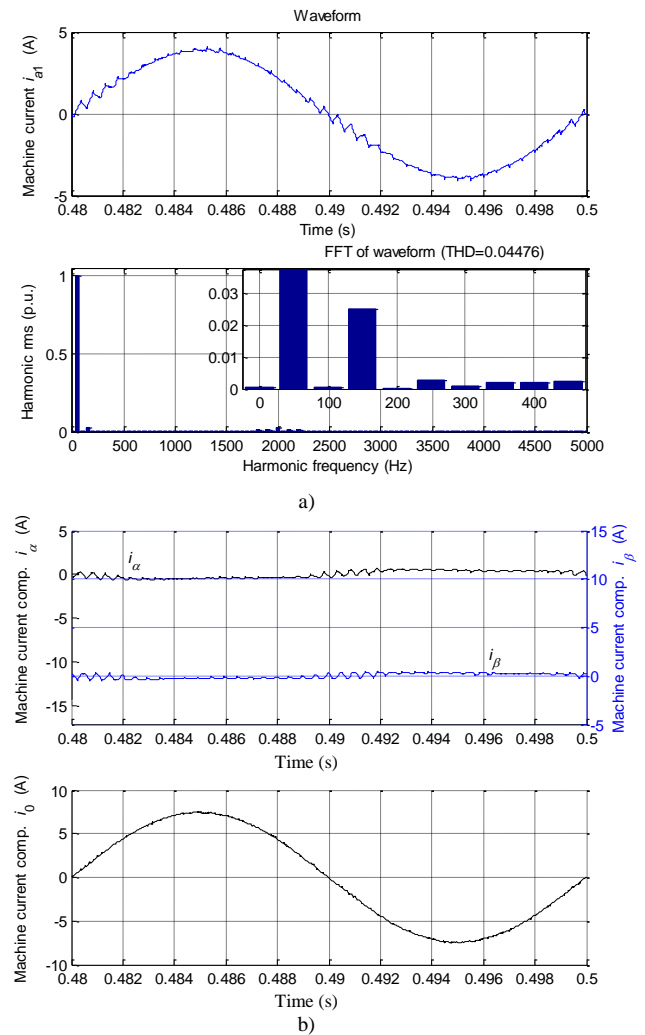 Waveform
Machine current i_a1 (A)
5
0
-5
0.48 0.482 0.484 0.486 0.488 0.49 0.492 0.494 0.496 0.498 0.5
Time (s)
FFT of waveform (THD=0.04476)
Harmonic rms (p.u.)
1
0.5
0
0.03
0.02
0.01
0
0 100 200 300 400
0 500 1000 1500 2000 2500 3000 3500 4000 4500 5000
Harmonic frequency (Hz)
a)
Machine current comp. i_α (A)
5
0
-5
-10
-15
i_α
i_β
15
10
5
0
-5
Machine current comp. i_β (A)
0.48 0.482 0.484 0.486 0.488 0.49 0.492 0.494 0.496 0.498 0.5
Time (s)
Machine current comp. i_0 (A)
10
5
0
-5
-10
0.48 0.482 0.484 0.486 0.488 0.49 0.492 0.494 0.496 0.498 0.5
Time (s)
b)